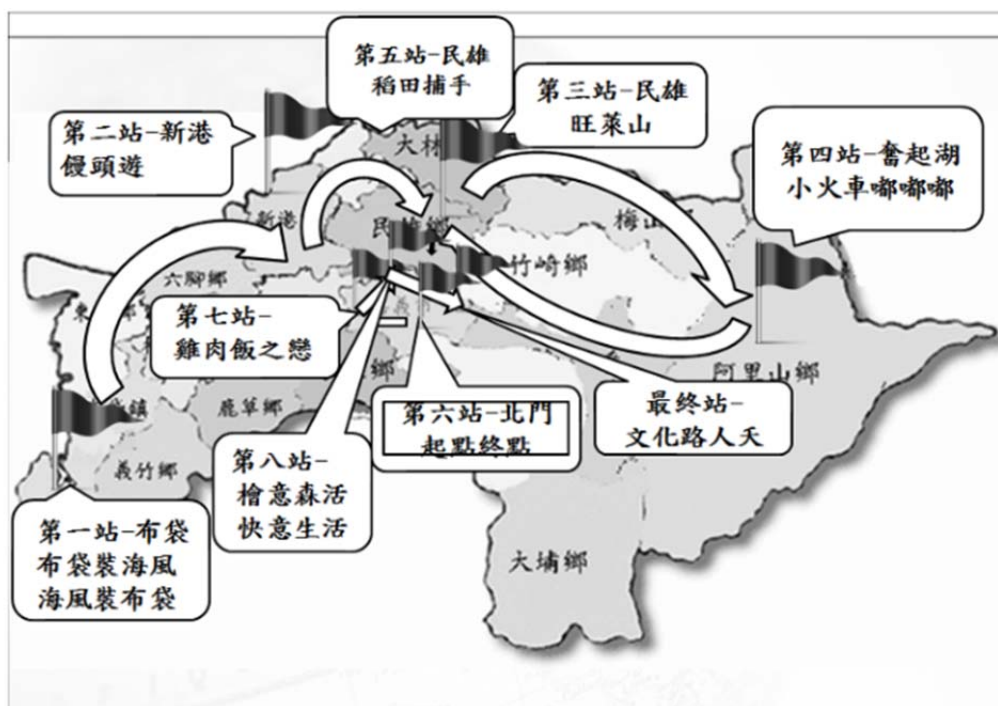 第五站-民雄
稻田捕手
第三站-民雄
旺萊山
第二站-新港
饅頭遊
第四站-奮起湖
小火車嘟嘟嘟
大林
新港
梅山
竹崎鄉
六腳鄉
第七站-
雞肉飯之戀
阿里山鄉
鄉
鹿草鄉
義竹鄉
第六站-北門
起點終點
最終站-
文化路人夭
第八站-
檜意森活
快意生活
第一站-布袋
布袋裝海風
海風裝布袋
大埔鄉